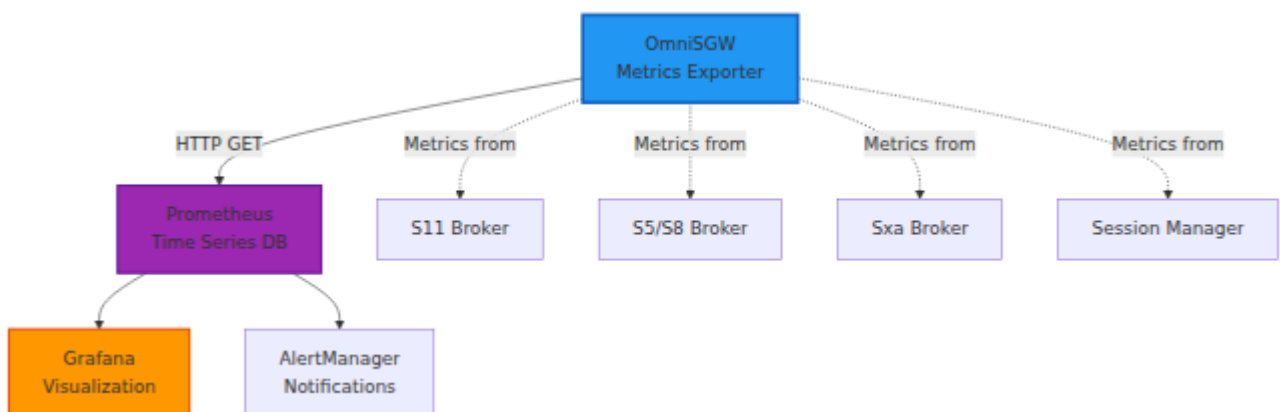 OmniSGW
Metrics Exporter
HTTP GET
Metrics from
Metrics from
Metrics from
Metrics from
Prometheus
Time Series DB
S11 Broker
S5/S8 Broker
Sxa Broker
Session Manager
Grafana
Visualization
AlertManager
Notifications